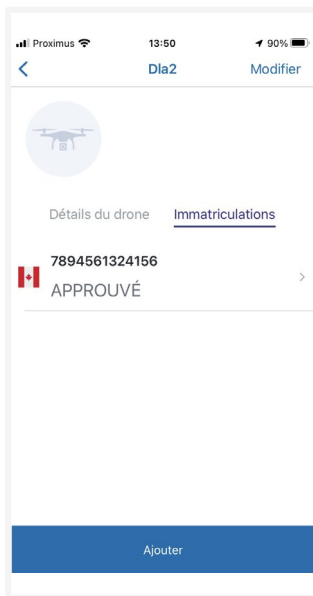 Proximus 13:50 90%
Dla2 Modifier
Détails du drone Immatriculations
7894561324156
APPROUVÉ
Ajouter